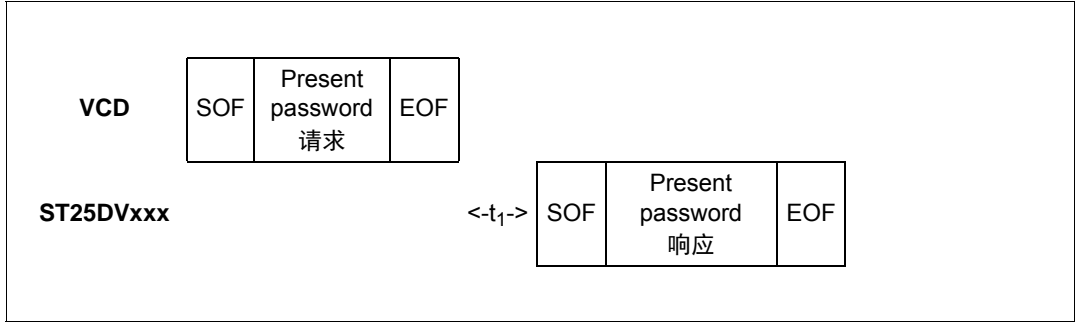 VCD SOF Present password 请求 EOF
ST25DVxxx <-t₁-> SOF Present password 响应 EOF